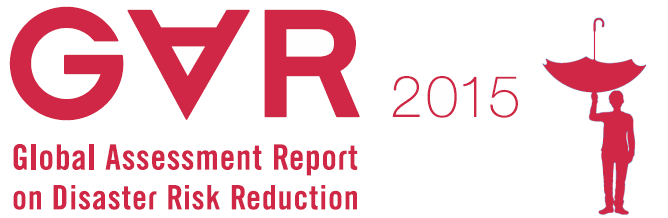 GAR 2015
Global Assessment Report
on Disaster Risk Reduction